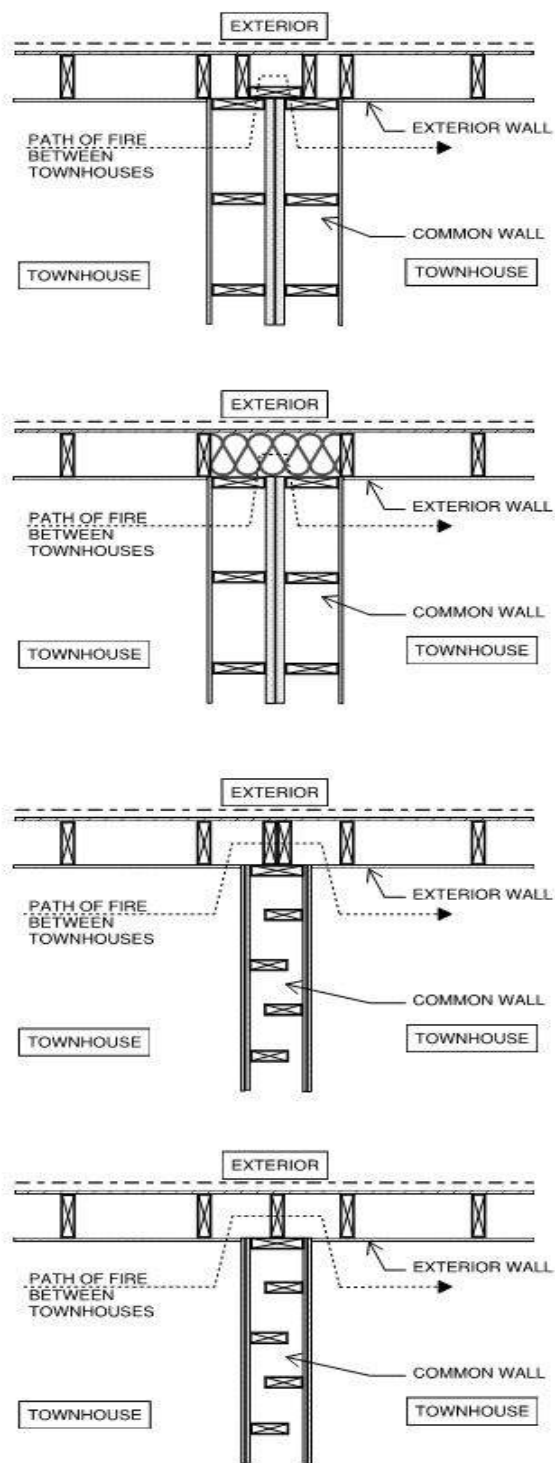 EXTERIOR
EXTERIOR WALL
PATH OF FIRE
BETWEEN
TOWNHOUSES
COMMON WALL
TOWNHOUSE
TOWNHOUSE
EXTERIOR
EXTERIOR WALL
PATH OF FIRE
BETWEEN
TOWNHOUSES
COMMON WALL
TOWNHOUSE
TOWNHOUSE
EXTERIOR
EXTERIOR WALL
PATH OF FIRE
BETWEEN
TOWNHOUSES
COMMON WALL
TOWNHOUSE
TOWNHOUSE
EXTERIOR
EXTERIOR WALL
PATH OF FIRE
BETWEEN
TOWNHOUSES
COMMON WALL
TOWNHOUSE
TOWNHOUSE